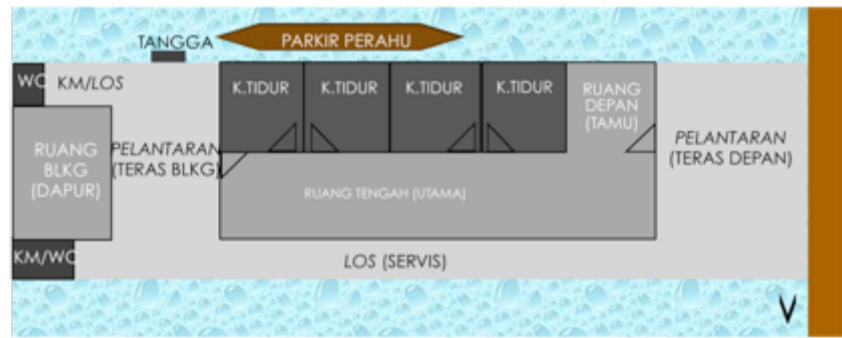 TANGGA
PARKIR PERAHU
WC
KM/LOS
K.TIDUR
K.TIDUR
K.TIDUR
K.TIDUR
RUANG
DEPAN
(TAMU)
RUANG
BLKG
(DAPUR)
PELANTARAN
(TERAS BLKG)
PELANTARAN
(TERAS DEPAN)
RUANG TENGAH (UTAMA)
KM/WC
LOS (SERVIS)